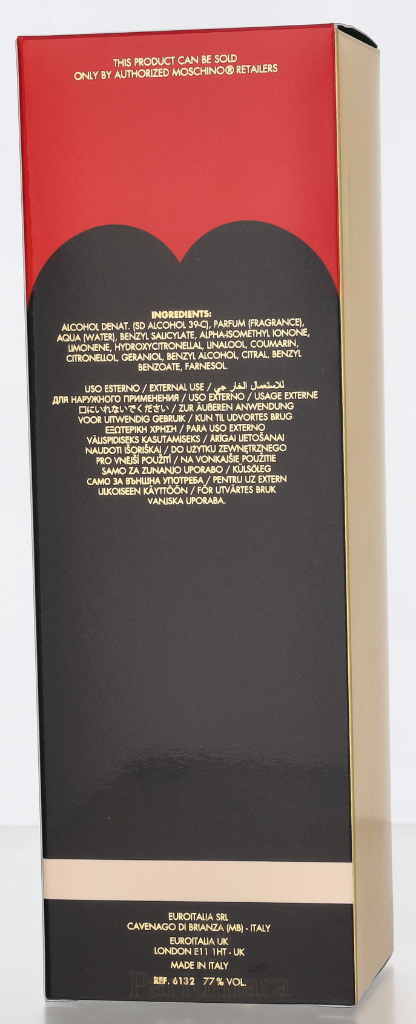 THIS PRODUCT CAN BE SOLD
ONLY BY AUTHORIZED MOSCHINO® RETAILERS
INGREDIENTS:
ALCOHOL DENAT. (SD ALCOHOL 39-C), PARFUM (FRAGRANCE),
AQUA (WATER), BENZYL SALICYLATE, ALPHA-ISOMETHYL IONONE,
LIMONENE, HYDROXYCITRONELLAL, LINALOOL, COUMARIN,
CITRONELLOL, GERANIOL, BENZYL ALCOHOL, CITRAL, BENZYL
BENZOATE, FARNESOL.
USO ESTERNO / EXTERNAL USE / للاستعمال الخارجي
ДЛЯ НАРУЖНОГО ПРИМЕНЕНИЯ / USO EXTERNO / USAGE EXTERNE
口にいれないでください / ZUR ÄUßEREN ANWENDUNG
VOOR UITWENDIG GEBRUIK / KUN TIL UDVORTES BRUG
ΕΞΩΤΕΡΙΚΗ ΧΡΗΣΗ / PARA USO EXTERNO
VÄLISPIDISEKS KASUTAMISEKS / ĀRĪGAI LIETOŠANAI
NAUDOTI IŠORIŠKAI / DO UŻYTKU ZEWNĘTRZNEGO
PRO VNĚJŠÍ POUŽITÍ / NA VONKAJŠIE POUŽITIE
SAMO ZA ZUNANJO UPORABO / KÜLSŐLEG
САМО ЗА ВЪНШНА УПОТРЕБА / PENTRU UZ EXTERN
ULKOISEEN KÄYTTÖÖN / FÖR UTVÄRTES BRUK
VANJSKA UPORABA.
EUROITALIA SRL
CAVENAGO DI BRIANZA (MB) - ITALY
EUROITALIA UK
LONDON E11 1HT - UK
MADE IN ITALY
REF. 6132 77% VOL.